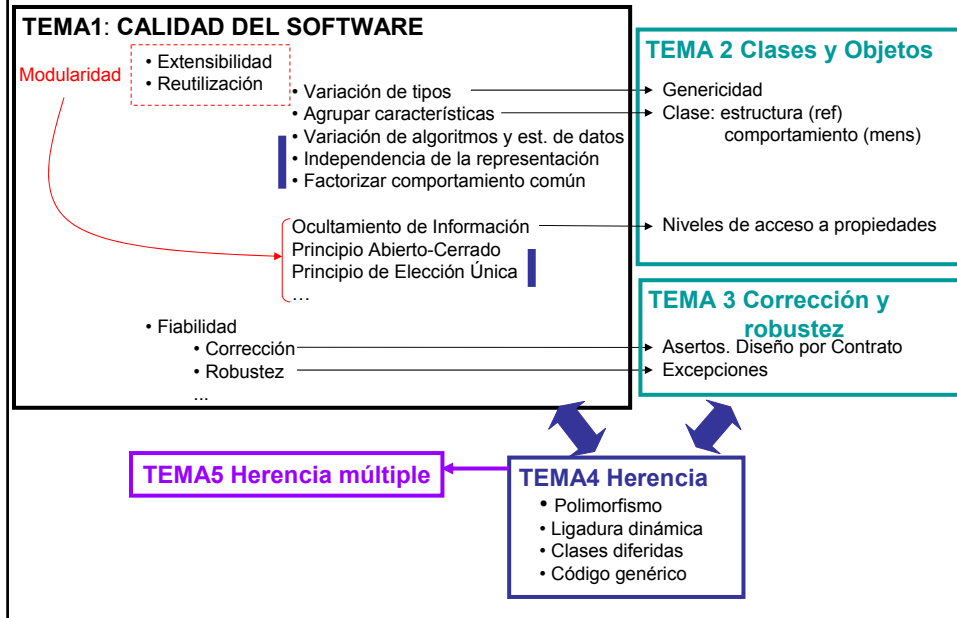 TEMA1: CALIDAD DEL SOFTWARE
Modularidad
• Extensibilidad
• Reutilización
• Variación de tipos
• Agrupar características
• Variación de algoritmos y est. de datos
• Independencia de la representación
• Factorizar comportamiento común
Ocultamiento de Información
Principio Abierto-Cerrado
Principio de Elección Única
…
• Fiabilidad
• Corrección
• Robustez
...
TEMA 2 Clases y Objetos
Genericidad
Clase: estructura (ref)
comportamiento (mens)
Niveles de acceso a propiedades
TEMA 3 Corrección y
robustez
Asertos. Diseño por Contrato
Excepciones
TEMA5 Herencia múltiple
TEMA4 Herencia
• Polimorfismo
• Ligadura dinámica
• Clases diferidas
• Código genérico